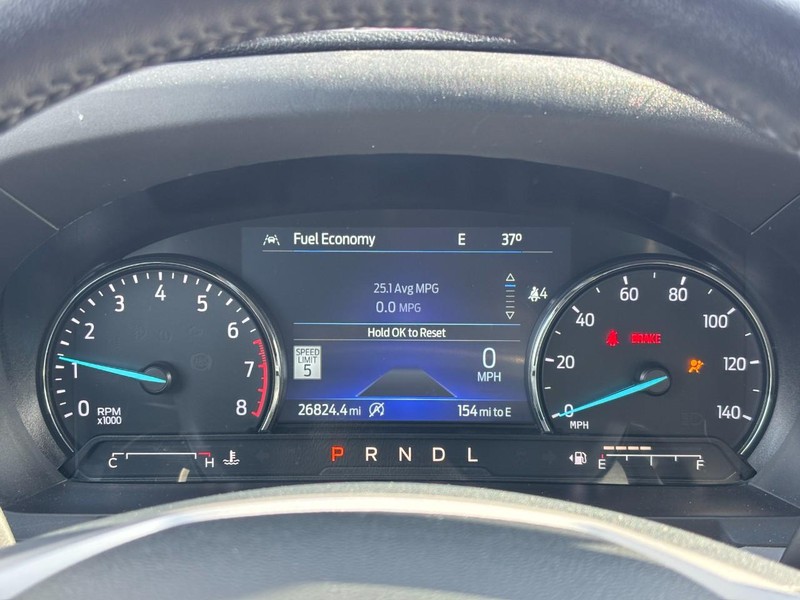 Fuel Economy E 37°
25.1 Avg MPG
0.0 MPG
4
Hold OK to Reset
SPEED
LIMIT
5
0
MPH
26824.4 mi
154 mi to E
0 1 2 3 4 5 6 7 8
RPM
x1000
0 20 40 60 80 100 120 140
MPH
BRAKE
C H
P R N D L
E F